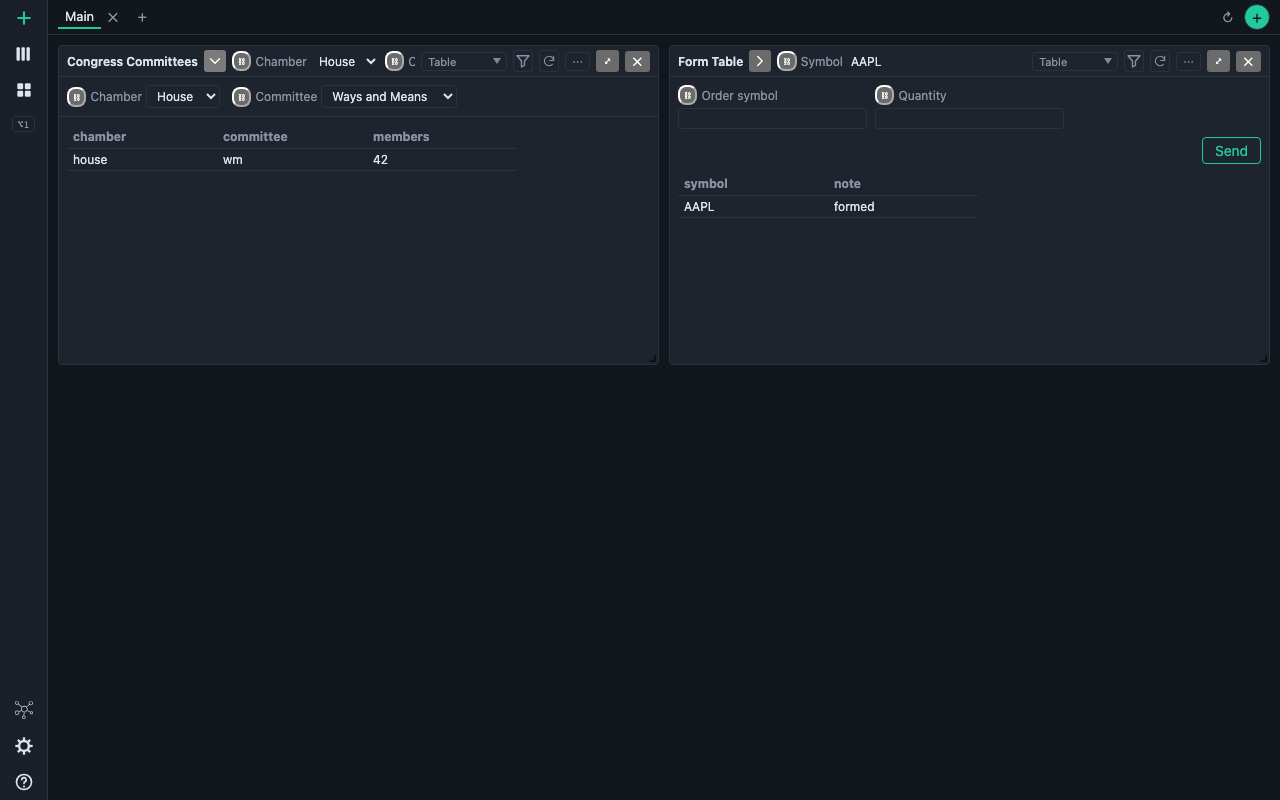 Main
⌥1
Congress Committees Chamber House C Table
Chamber House Committee Ways and Means
chamber committee members
house wm 42
Form Table Symbol AAPL Table
Order symbol Quantity
Send
symbol note
AAPL formed